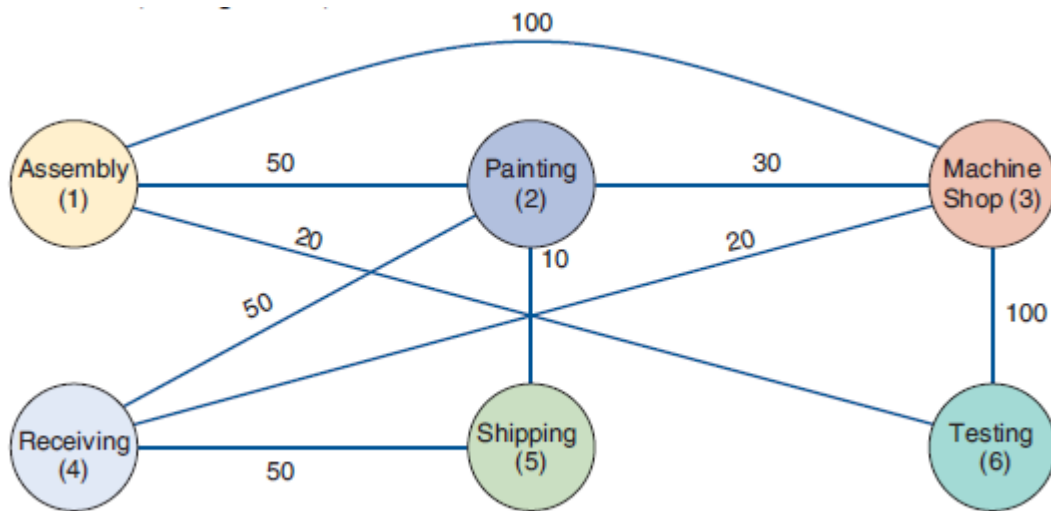 100
Assembly
(1)
50
Painting
(2)
30
Machine
Shop (3)
20
50
10
20
100
Receiving
(4)
50
Shipping
(5)
Testing
(6)